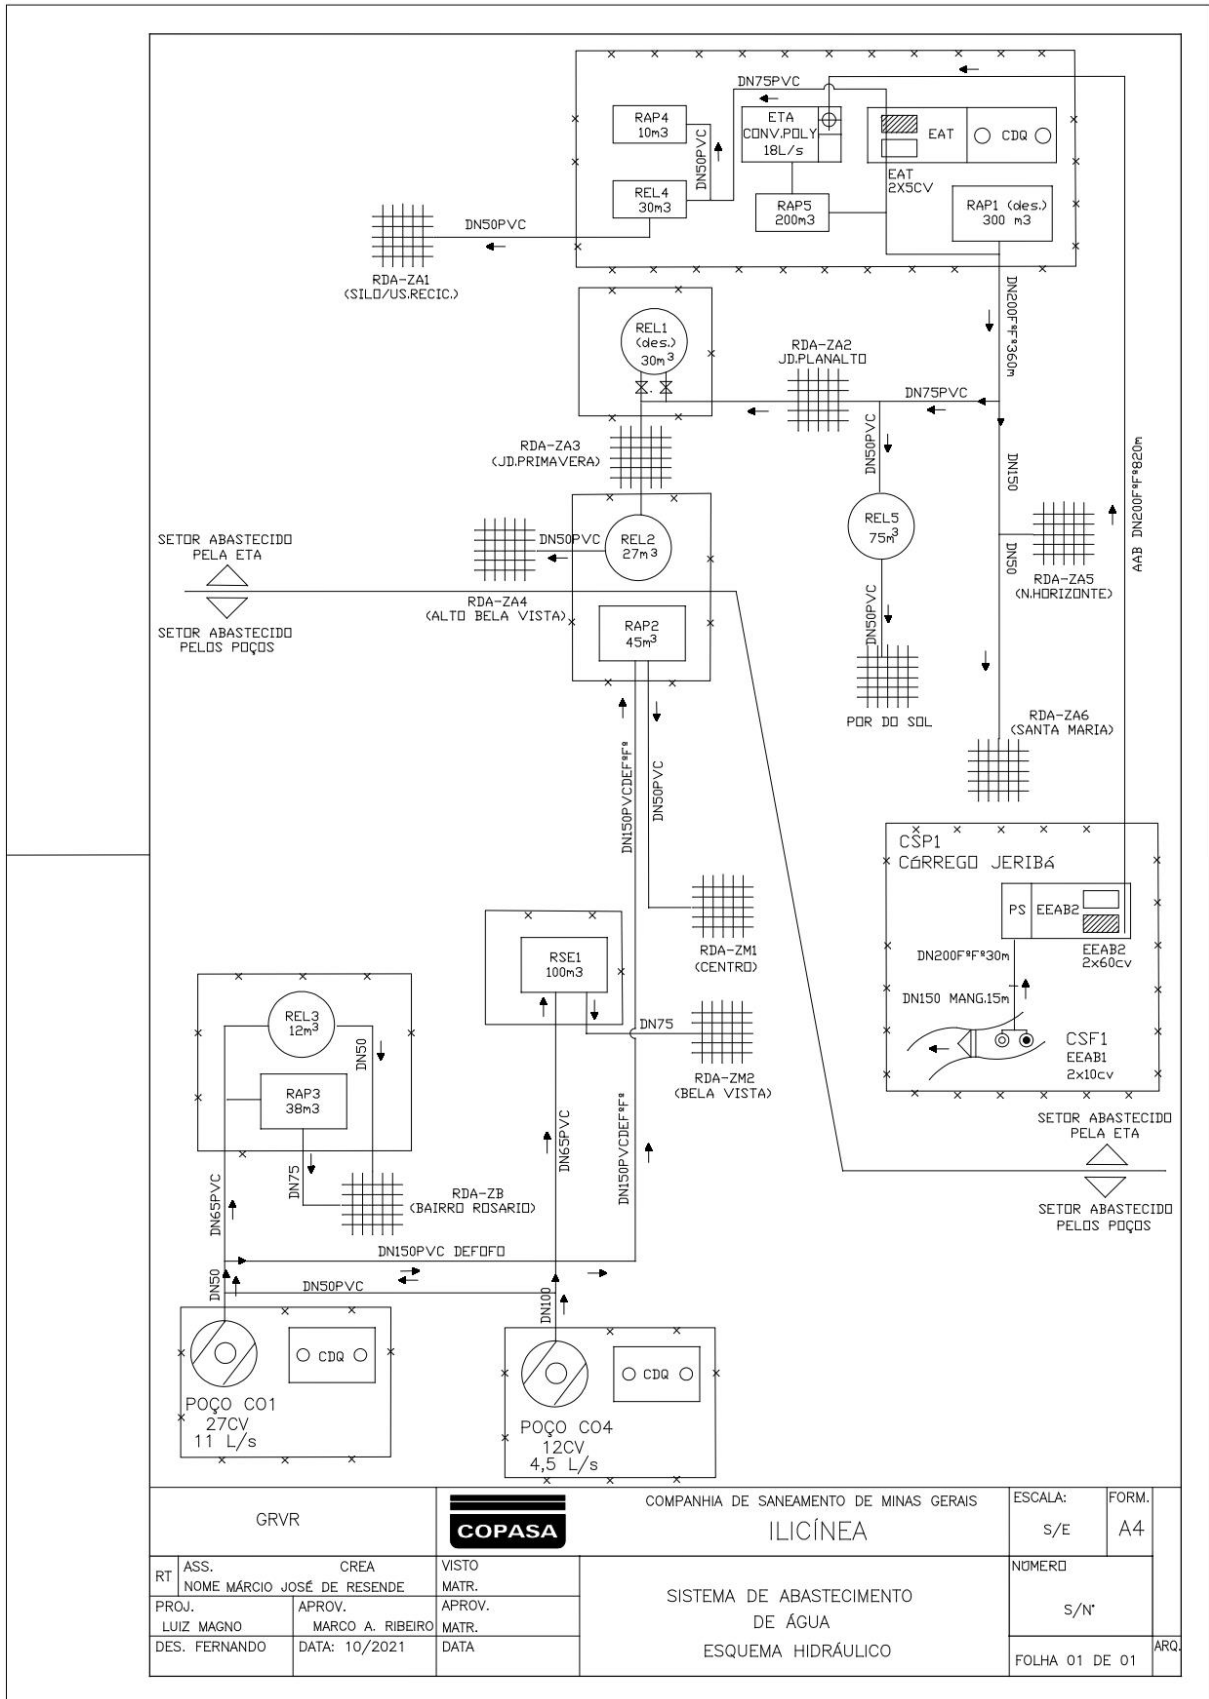 DN75PVC
RAP4
10m3
DN50PVC
ETA
CONV.POLY
18L/s
EAT
CDQ
EAT
2X5CV
REL4
30m3
RAP5
200m3
RAP1 (des.)
300 m3
DN50PVC
RDA-ZA1
(SILO/US.RECIC.)
DN200FºFº360m
REL1
(des.)
30m3
RDA-ZA2
JD.PLANALTO
DN75PVC
RDA-ZA3
(JD.PRIMAVERA)
DN50PVC
DN150
AAB DN200FºFº820m
REL5
75m3
REL2
27m3
DN50PVC
SETOR ABASTECIDO
PELA ETA
DN50
RDA-ZA5
(N.HORIZONTE)
RDA-ZA4
(ALTO BELA VISTA)
SETOR ABASTECIDO
PELOS POÇOS
RAP2
45m3
DN50PVC
POR DO SOL
RDA-ZA6
(SANTA MARIA)
DN150PVCDEFºFº
DN50PVC
CSP1
CÓRREGO JERIBÁ
PS
EEAB2
EEAB2
2x60cv
DN200FºFº30m
DN150 MANG.15m
CSF1
EEAB1
2x10cv
RDA-ZM1
(CENTRO)
RSE1
100m3
DN75
RDA-ZM2
(BELA VISTA)
REL3
12m3
DN50
RAP3
38m3
DN65PVC
DN150PVCDEFºFº
SETOR ABASTECIDO
PELA ETA
SETOR ABASTECIDO
PELOS POÇOS
DN75
DN65PVC
RDA-ZB
(BAIRRO ROSARIO)
DN150PVC DEFOFO
DN50
DN50PVC
DN100
CDQ
POÇO CO1
27CV
11 L/s
CDQ
POÇO CO4
12CV
4,5 L/s
GRVR
COPASA
COMPANHIA DE SANEAMENTO DE MINAS GERAIS
ILICÍNEA
ESCALA:
S/E
FORM.
A4
RT
ASS. CREA
NOME MÁRCIO JOSÉ DE RESENDE
VISTO
MATR.
SISTEMA DE ABASTECIMENTO
DE ÁGUA
ESQUEMA HIDRÁULICO
NÚMERO
S/Nº
PROJ.
LUIZ MAGNO
APROV.
MARCO A. RIBEIRO
APROV.
MATR.
DES. FERNANDO
DATA: 10/2021
DATA
FOLHA 01 DE 01
ARQ.